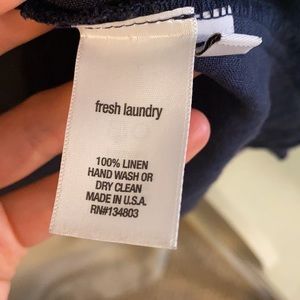 fresh laundry
100% LINEN
HAND WASH OR
DRY CLEAN
MADE IN U.S.A.
RN#134803